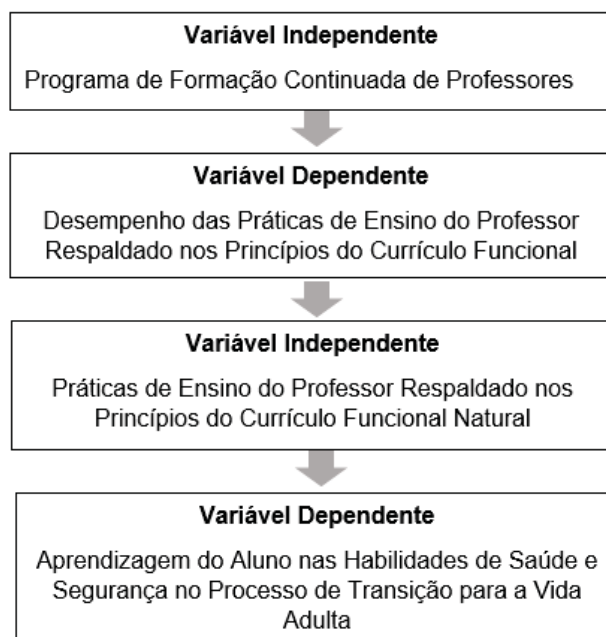 Variável Independente
Programa de Formação Continuada de Professores
Variável Dependente
Desempenho das Práticas de Ensino do Professor
Respaldado nos Princípios do Currículo Funcional
Variável Independente
Práticas de Ensino do Professor Respaldado nos
Princípios do Currículo Funcional Natural
Variável Dependente
Aprendizagem do Aluno nas Habilidades de Saúde e
Segurança no Processo de Transição para a Vida
Adulta